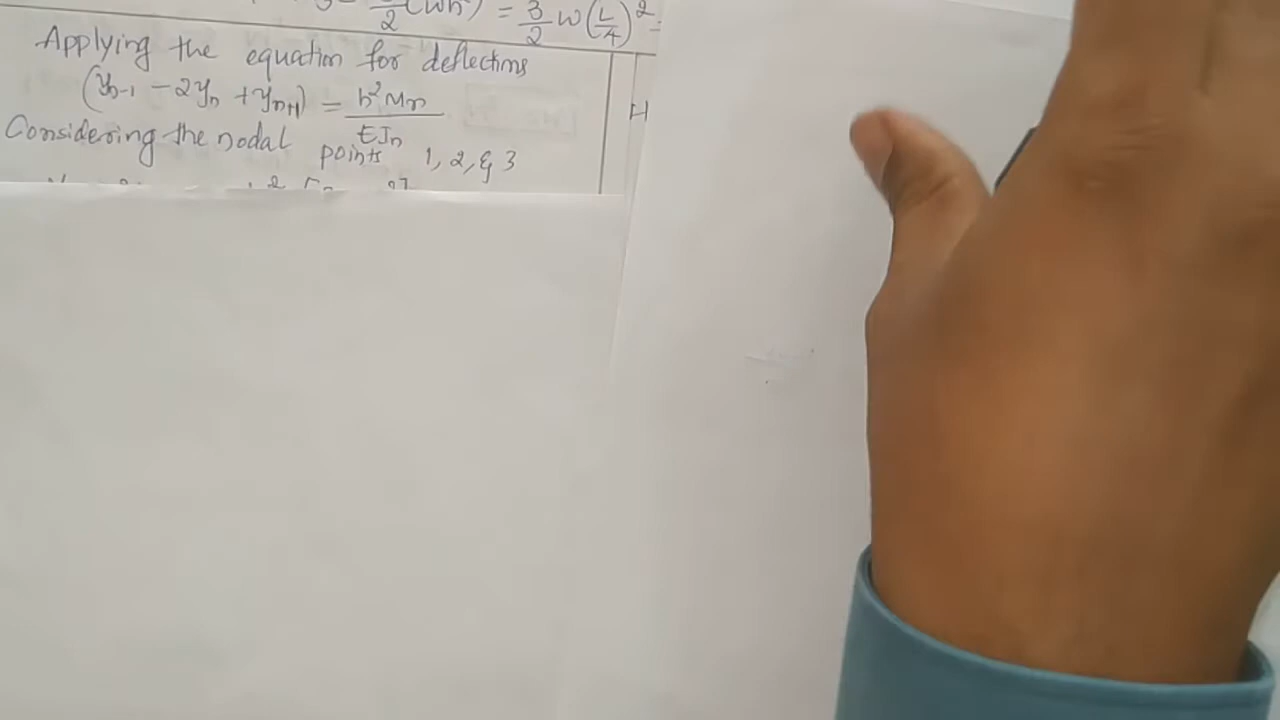 = 3/2 w(L/4)²
Applying the equation for deflections
(yn-1 - 2yn + yn+1) = h²Mn/EIn
Considering the nodal points 1, 2, & 3
H